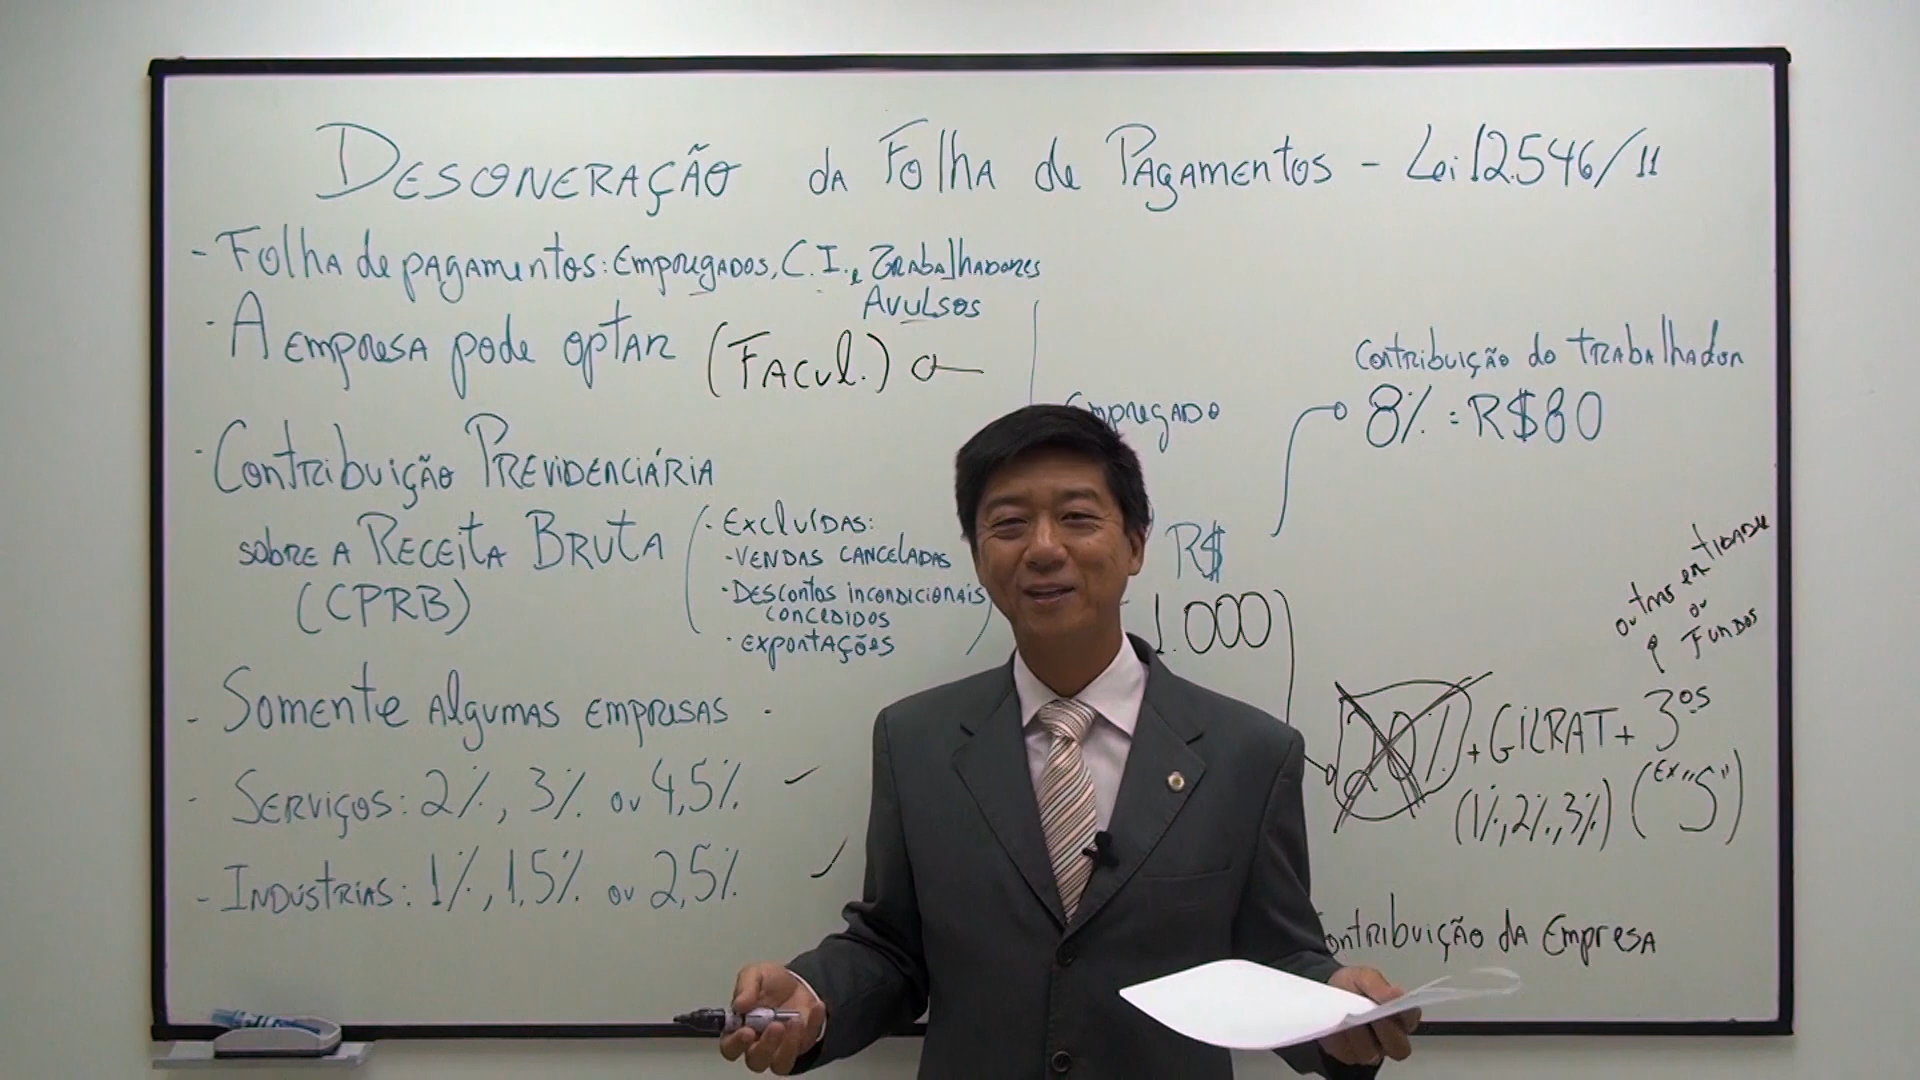 DESONERAÇÃO DA FOLHA DE PAGAMENTOS - Lei 12.546/11
- FOLHA DE PAGAMENTOS: EMPREGADOS, C.I. e TRABALHADORES
AVULSOS
- A EMPRESA PODE OPTAR (FACUL.)
- CONTRIBUIÇÃO PREVIDENCIÁRIA
SOBRE A RECEITA BRUTA
(CPRB)
- EXCLUÍDAS:
- VENDAS CANCELADAS
- DESCONTOS INCONDICIONAIS
CONCEDIDOS
- EXPORTAÇÕES
- SOMENTE ALGUMAS EMPRESAS
- SERVIÇOS: 2%, 3% OU 4,5%
- INDÚSTRIAS: 1%, 1,5% OU 2,5%
EMPREGADO
R$
1.000
CONTRIBUIÇÃO DO TRABALHADOR
8% = R$80
OUTRAS ENTIDADES
OU
FUNDOS
20% + GILRAT + 3ºs
(1%, 2%, 3%) (EX "S")
CONTRIBUIÇÃO DA EMPRESA